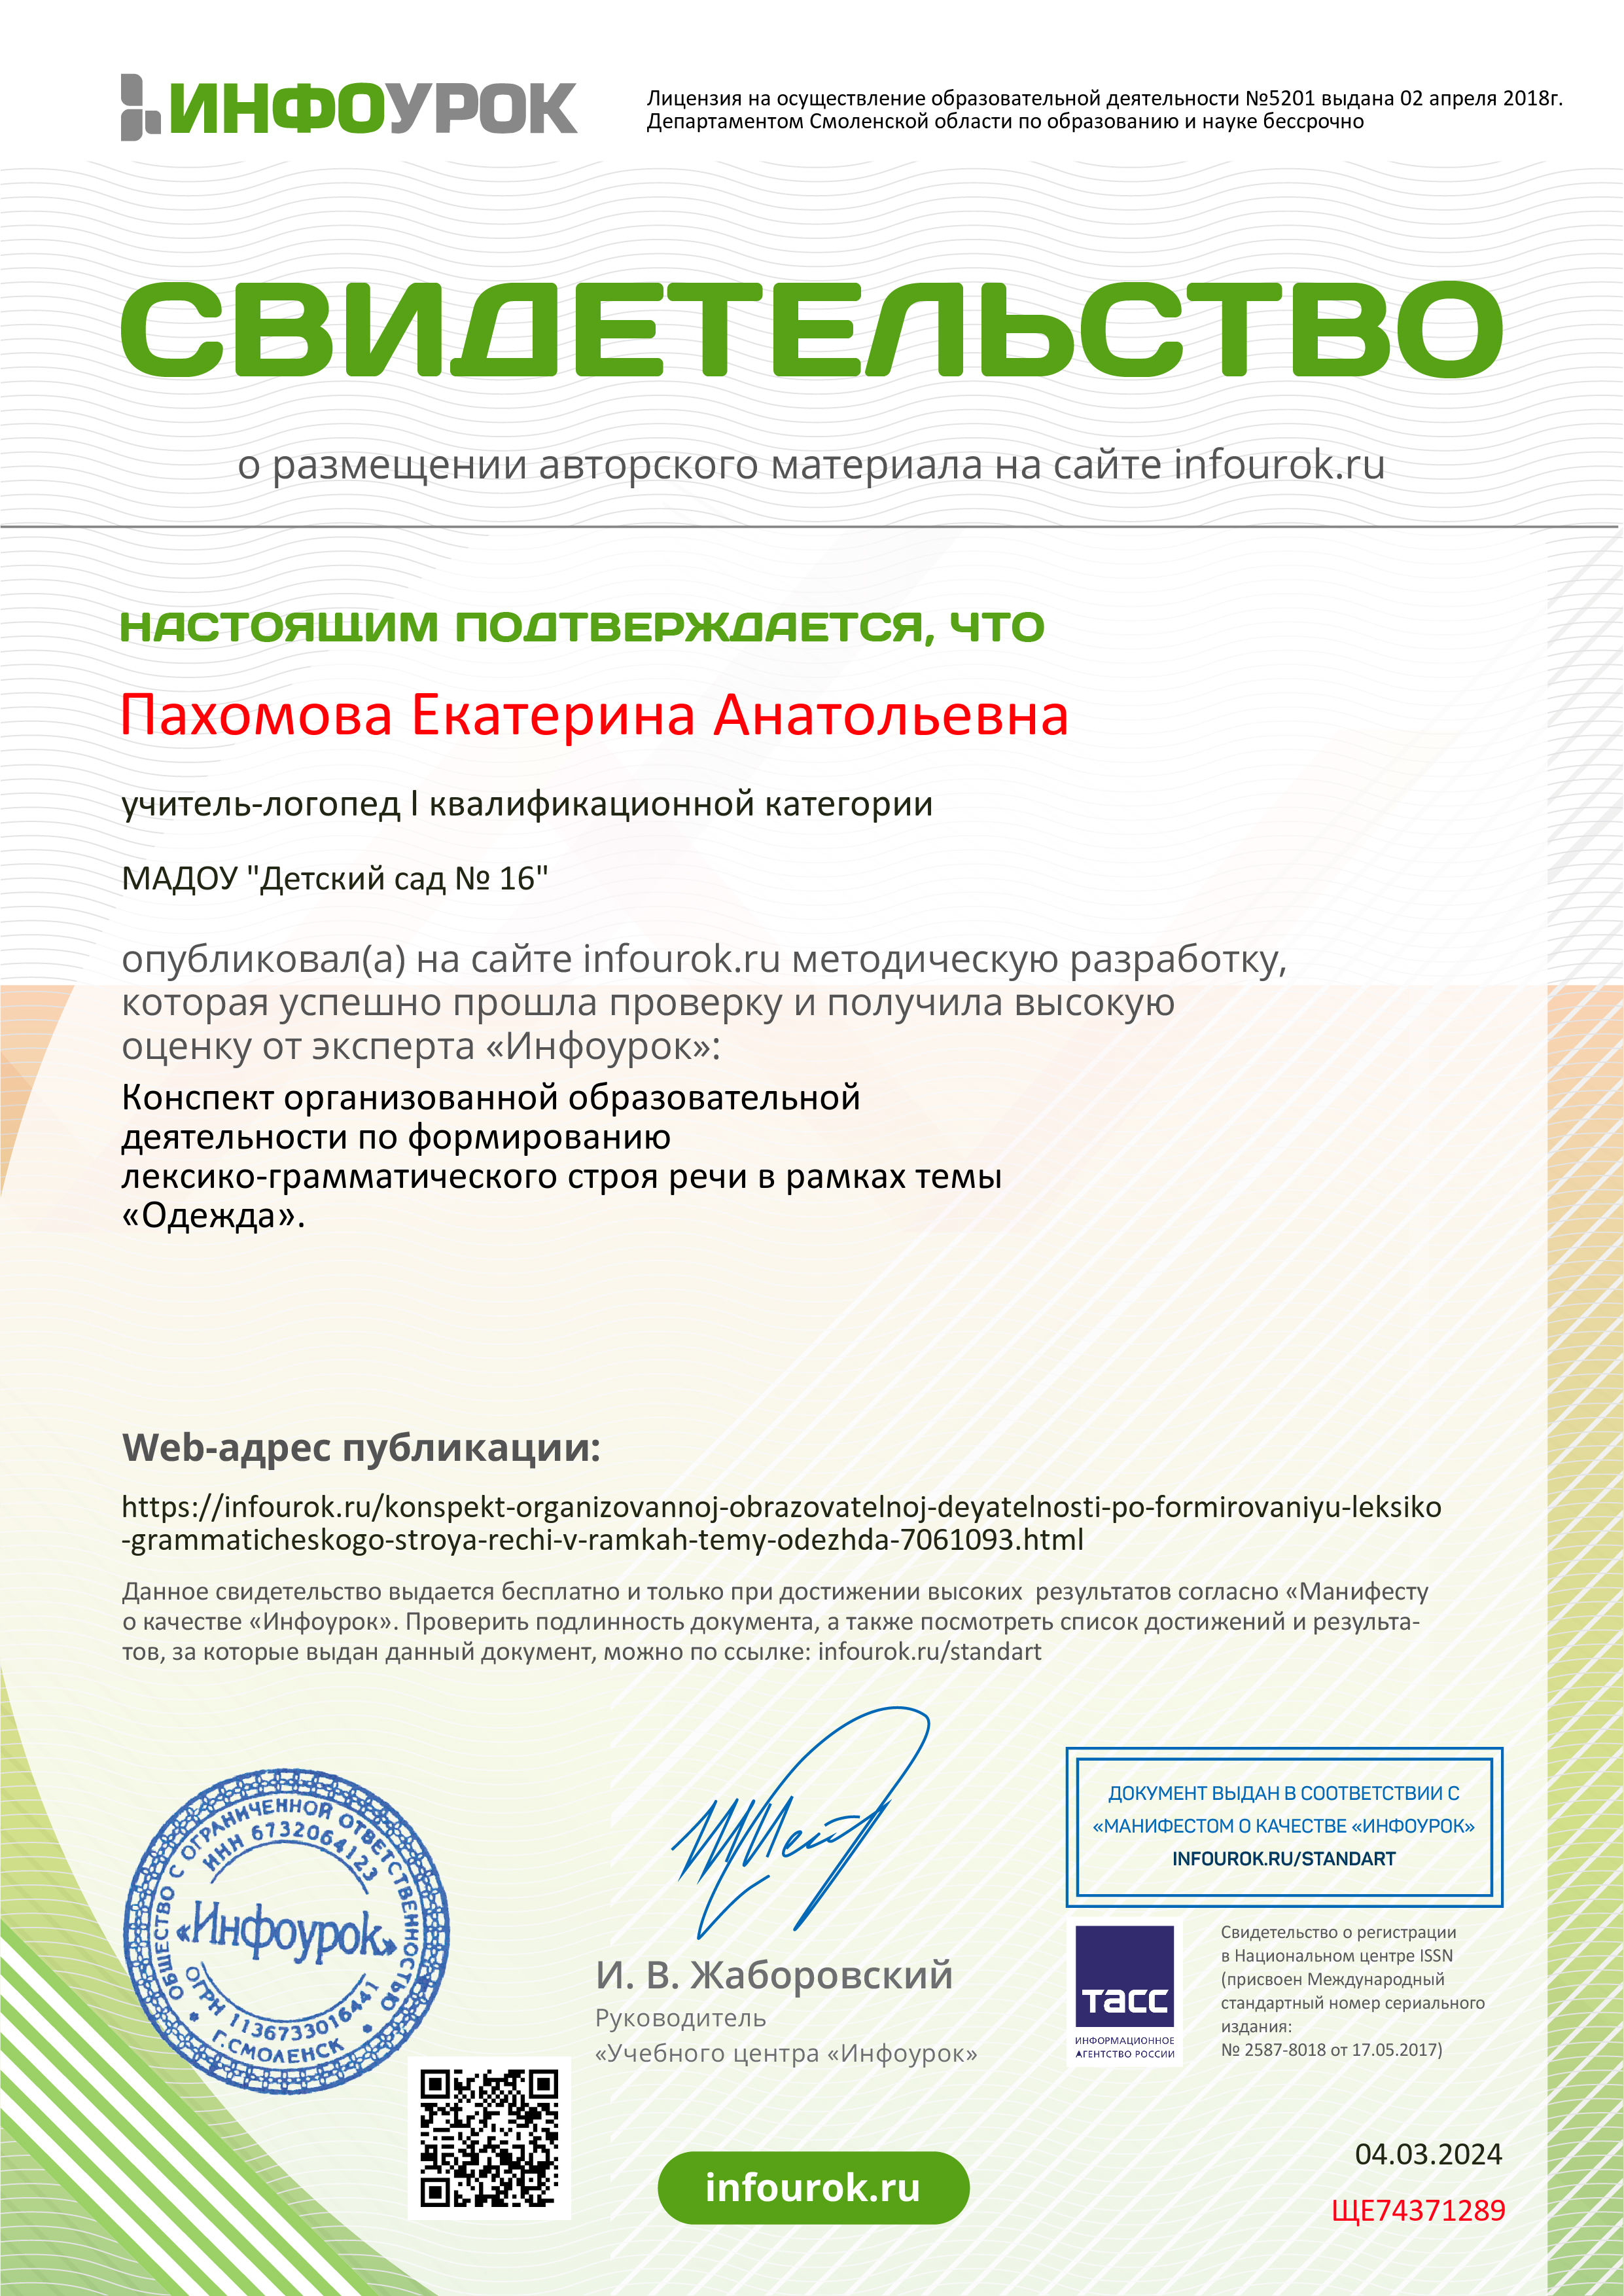 ИНФОУРОК
Лицензия на осуществление образовательной деятельности №5201 выдана 02 апреля 2018г.
Департаментом Смоленской области по образованию и науке бессрочно
СВИДЕТЕЛЬСТВО
о размещении авторского материала на сайте infourok.ru
НАСТОЯЩИМ ПОДТВЕРЖДАЕТСЯ, ЧТО
Пахомова Екатерина Анатольевна
учитель-логопед I квалификационной категории
МАДОУ "Детский сад № 16"
опубликовал(а) на сайте infourok.ru методическую разработку,
которая успешно прошла проверку и получила высокую
оценку от эксперта «Инфоурок»:
Конспект организованной образовательной
деятельности по формированию
лексико-грамматического строя речи в рамках темы
«Одежда».
Web-адрес публикации:
https://infourok.ru/konspekt-organizovannoj-obrazovatelnoj-deyatelnosti-po-formirovaniyu-leksiko
-grammaticheskogo-stroya-rechi-v-ramkah-temy-odezhda-7061093.html
Данное свидетельство выдается бесплатно и только при достижении высоких  результатов согласно «Манифесту
о качестве «Инфоурок». Проверить подлинность документа, а также посмотреть список достижений и результа-
тов, за которые выдан данный документ, можно по ссылке: infourok.ru/standart
ОБЩЕСТВО С ОГРАНИЧЕННОЙ ОТВЕТСТВЕННОСТЬЮ
ИНН 6732064123
«Инфоурок»
ОГРН 1136733016441
Г.СМОЛЕНСК
И. В. Жаборовский
Руководитель
«Учебного центра «Инфоурок»
ДОКУМЕНТ ВЫДАН В СООТВЕТСТВИИ С
«МАНИФЕСТОМ О КАЧЕСТВЕ «ИНФОУРОК»
INFOUROK.RU/STANDART
ТАСС
ИНФОРМАЦИОННОЕ
АГЕНТСТВО РОССИИ
Свидетельство о регистрации
в Национальном центре ISSN
(присвоен Международный
стандартный номер сериального
издания:
№ 2587-8018 от 17.05.2017)
infourok.ru
04.03.2024
ЩЕ74371289